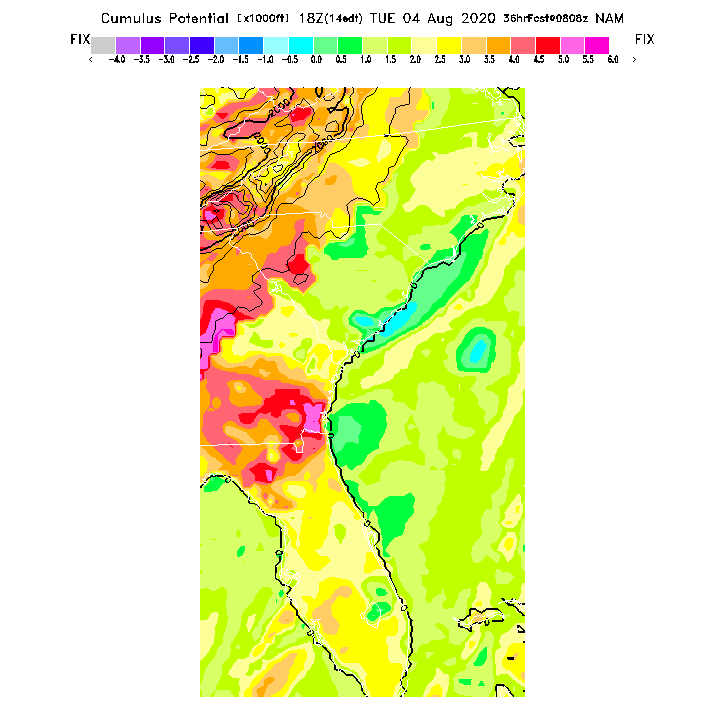 Cumulus Potential [x1000ft] 18Z(14edt) TUE 04 Aug 2020 36hrFcst@0808z NAM
FIX FIX
< -4.0 -3.5 -3.0 -2.5 -2.0 -1.5 -1.0 -0.5 0.0 0.5 1.0 1.5 2.0 2.5 3.0 3.5 4.0 4.5 5.0 5.5 6.0 >
2000
2000